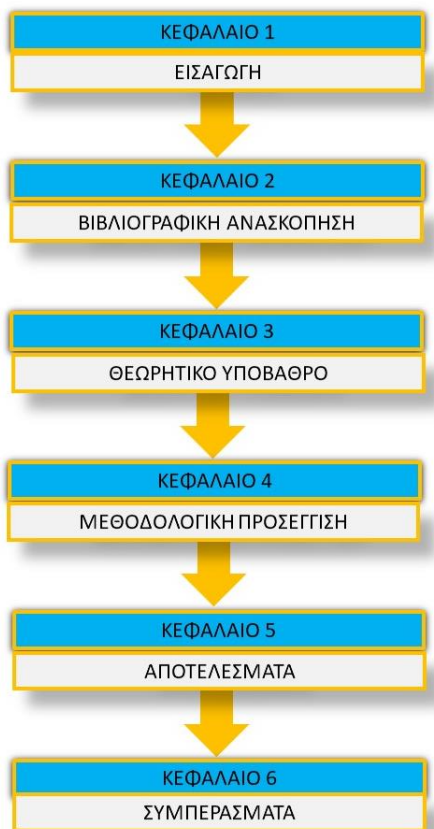 ΚΕΦΑΛΑΙΟ 1
ΕΙΣΑΓΩΓΗ
ΚΕΦΑΛΑΙΟ 2
ΒΙΒΛΙΟΓΡΑΦΙΚΗ ΑΝΑΣΚΟΠΗΣΗ
ΚΕΦΑΛΑΙΟ 3
ΘΕΩΡΗΤΙΚΟ ΥΠΟΒΑΘΡΟ
ΚΕΦΑΛΑΙΟ 4
ΜΕΘΟΔΟΛΟΓΙΚΗ ΠΡΟΣΕΓΓΙΣΗ
ΚΕΦΑΛΑΙΟ 5
ΑΠΟΤΕΛΕΣΜΑΤΑ
ΚΕΦΑΛΑΙΟ 6
ΣΥΜΠΕΡΑΣΜΑΤΑ